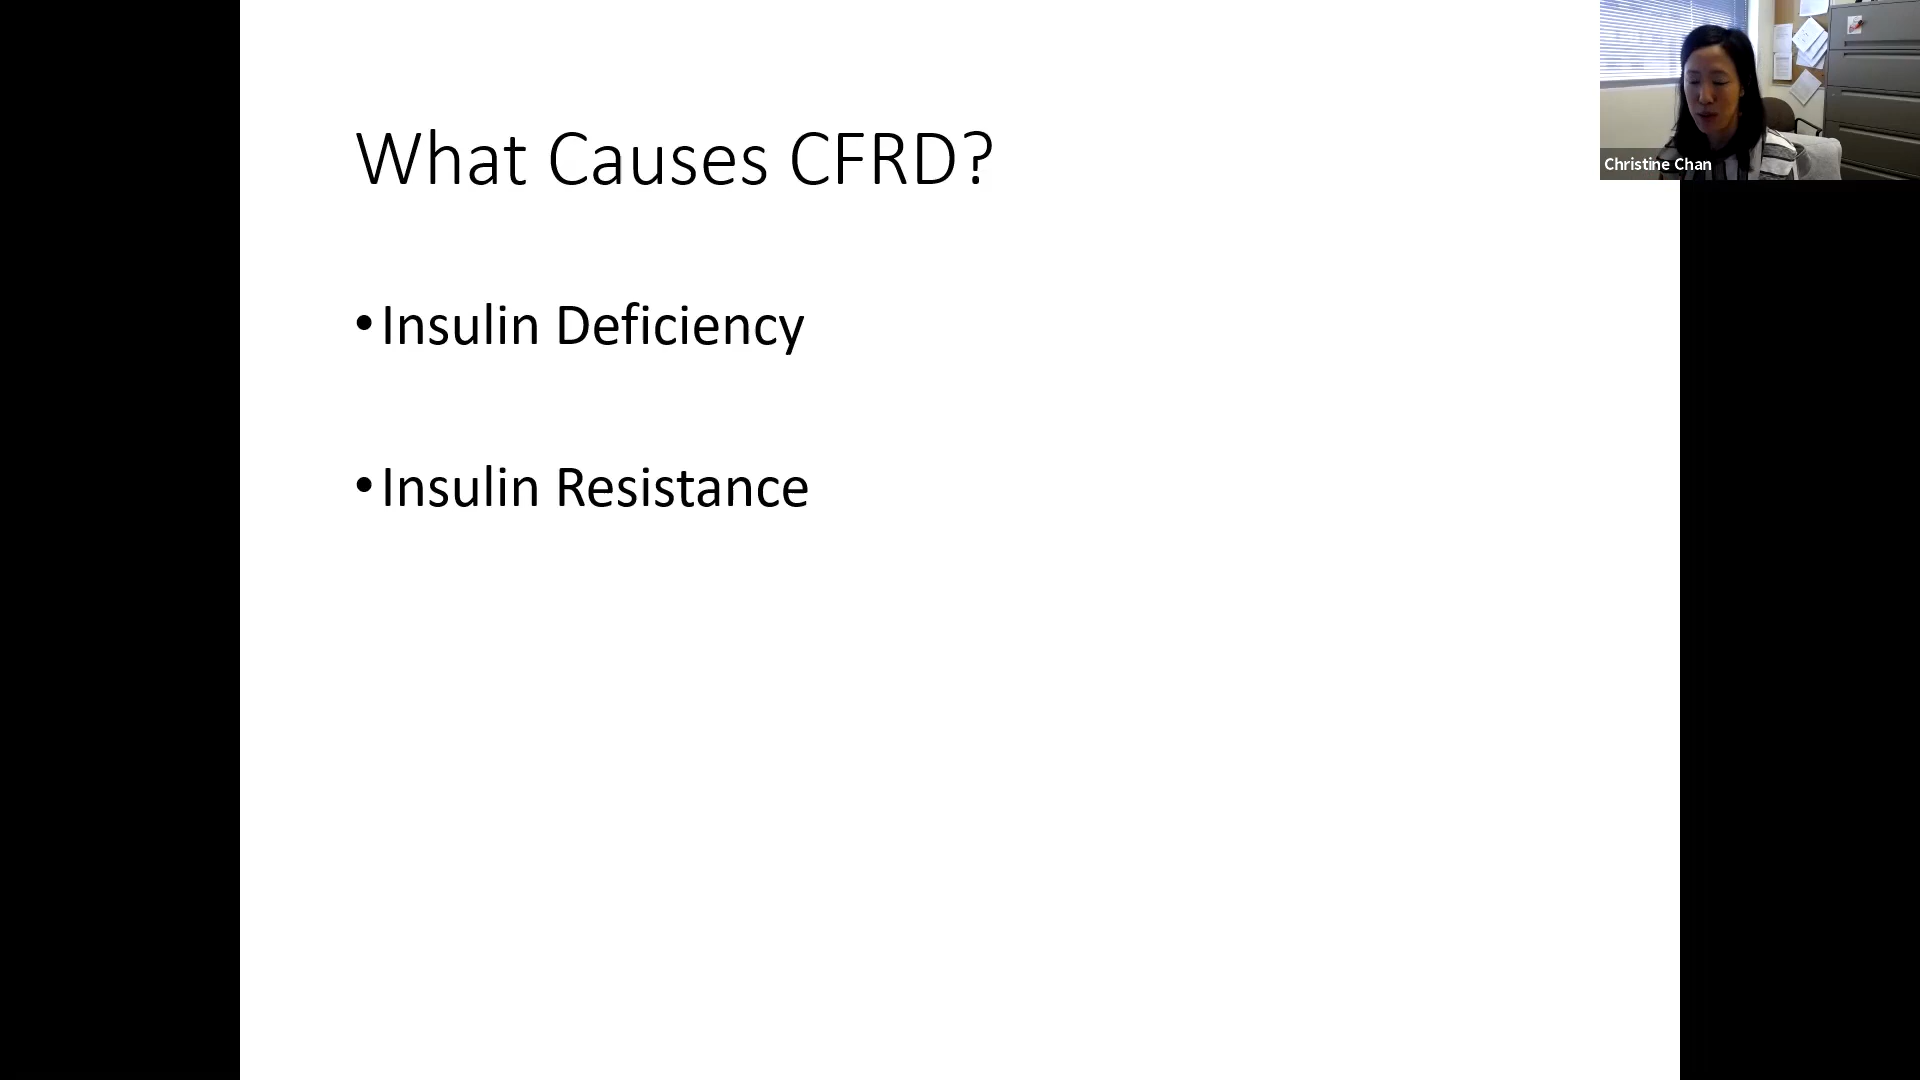 What Causes CFRD?
•Insulin Deficiency
•Insulin Resistance
Christine Chan